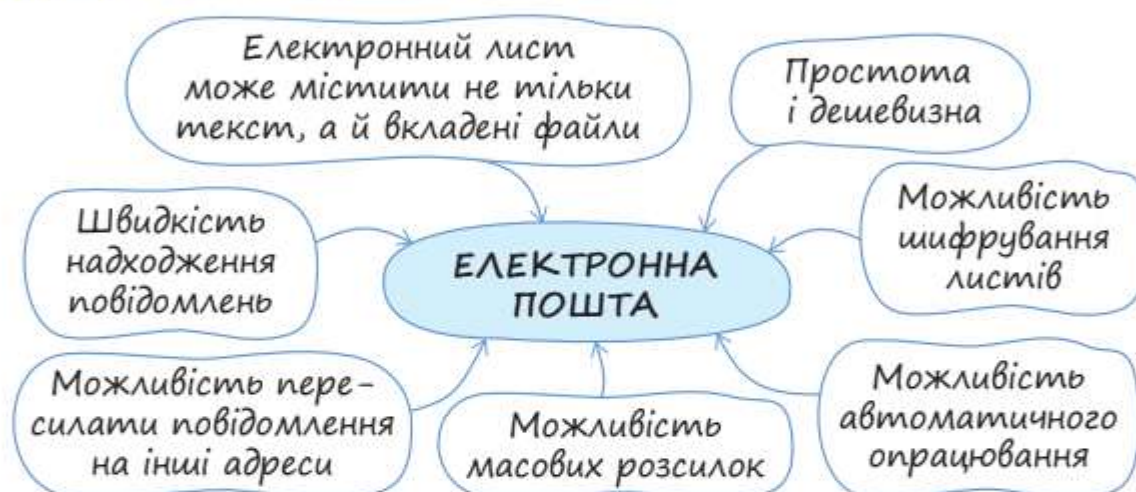 Електронний лист
може містити не тільки
текст, а й вкладені файли
Простота
і дешевизна
Швидкість
надходження
повідомлень
ЕЛЕКТРОННА
ПОШТА
Можливість
шифрування
листів
Можливість пере-
силати повідомлення
на інші адреси
Можливість
масових розсилок
Можливість
автоматичного
опрацювання